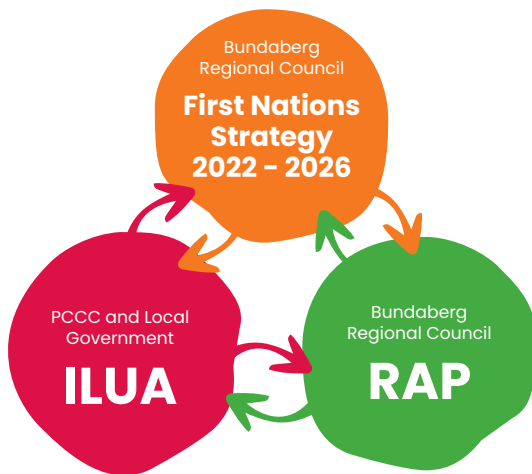 Bundaberg
Regional Council
First Nations
Strategy
2022 - 2026
PCCC and Local
Government
ILUA
Bundaberg
Regional Council
RAP